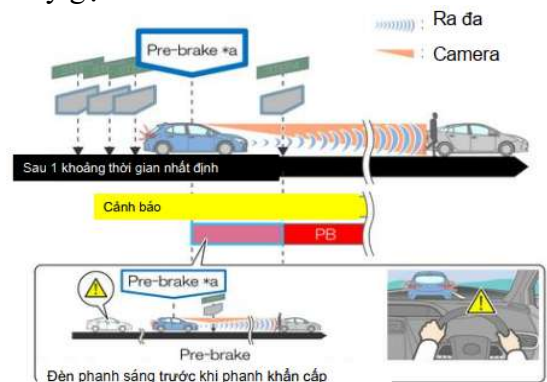 Pre-brake *a
: Ra đa
: Camera
Sau 1 khoảng thời gian nhất định
Cảnh báo
PB
Pre-brake *a
Pre-brake
Đèn phanh sáng trước khi phanh khẩn cấp